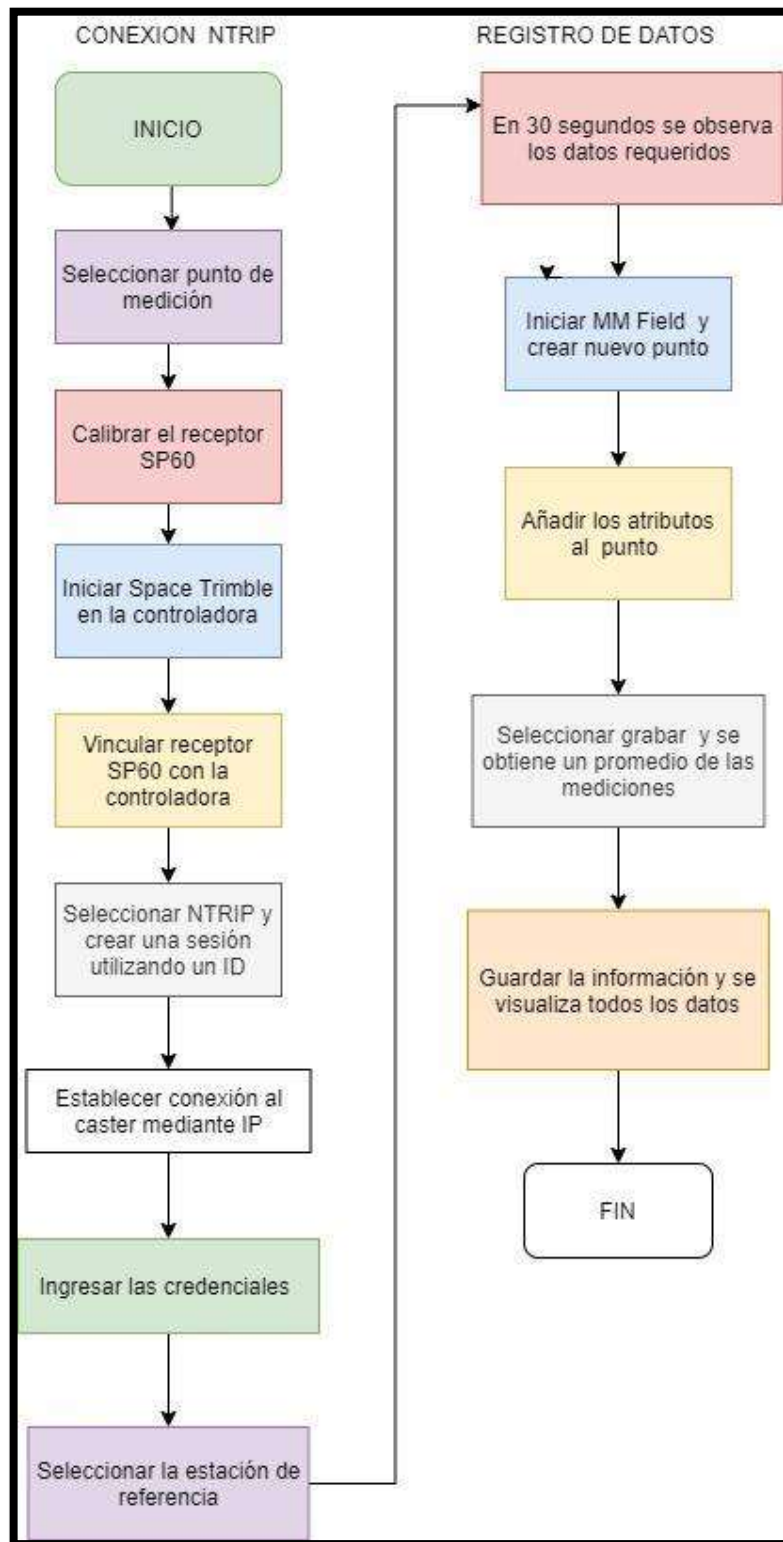 CONEXION NTRIP
INICIO
Seleccionar punto de
medición
Calibrar el receptor
SP60
Iniciar Space Trimble
en la controladora
Vincular receptor
SP60 con la
controladora
Seleccionar NTRIP y
crear una sesión
utilizando un ID
Establecer conexión al
caster mediante IP
Ingresar las credenciales
Seleccionar la estación de
referencia
REGISTRO DE DATOS
En 30 segundos se observa
los datos requeridos
Iniciar MM Field y
crear nuevo punto
Añadir los atributos
al punto
Seleccionar grabar y se
obtiene un promedio de las
mediciones
Guardar la información y se
visualiza todos los datos
FIN